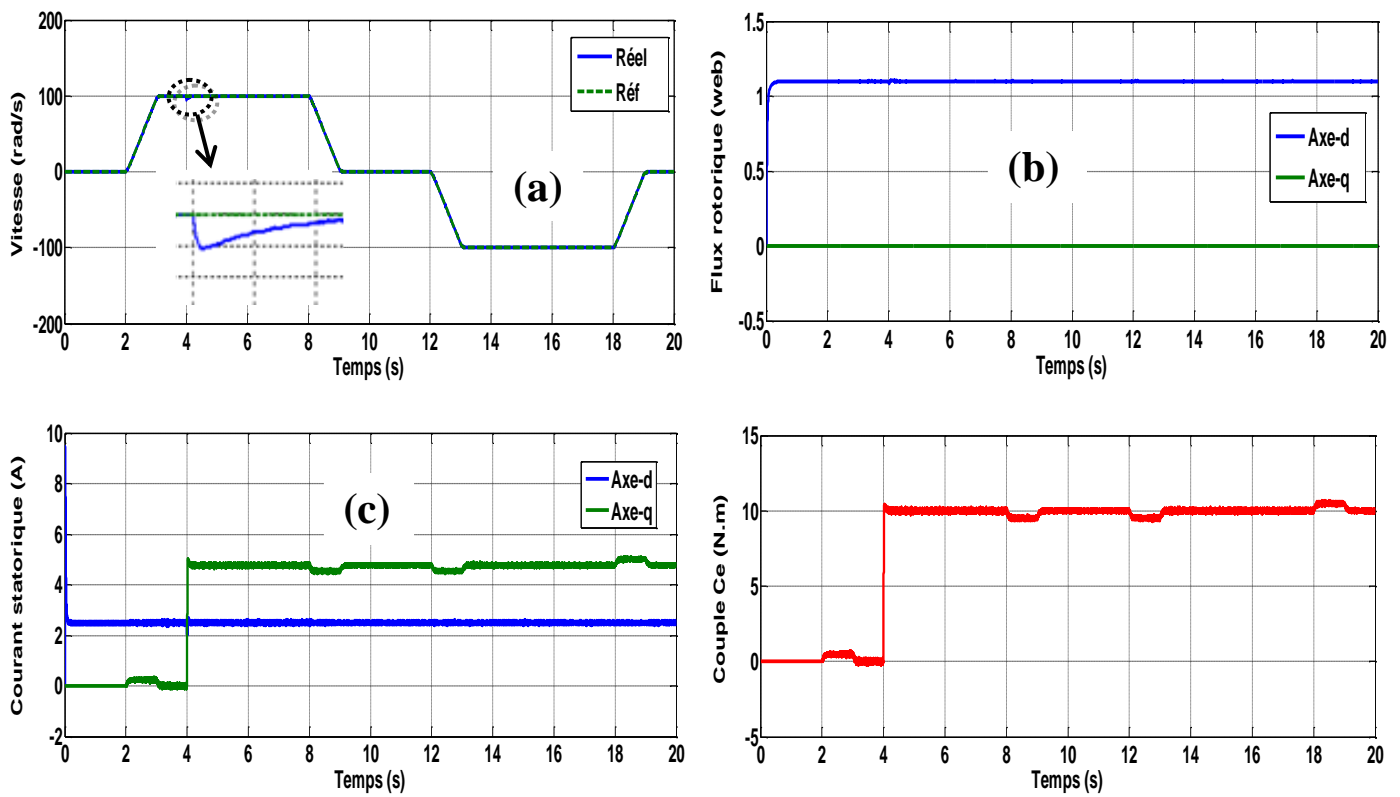 200
100
0
-100
-200
0 2 4 6 8 10 12 14 16 18 20
Temps (s)
Vitesse (rad/s)
Réel
Réf
(a)
1.5
1
0.5
0
-0.5
0 2 4 6 8 10 12 14 16 18 20
Temps (s)
Flux rotorique (web)
Axe-d
Axe-q
(b)
10
8
6
4
2
0
-2
0 2 4 6 8 10 12 14 16 18 20
Temps (s)
Courant statorique (A)
Axe-d
Axe-q
(c)
15
10
5
0
-5
0 2 4 6 8 10 12 14 16 18 20
Temps (s)
Couple Ce (N.m)